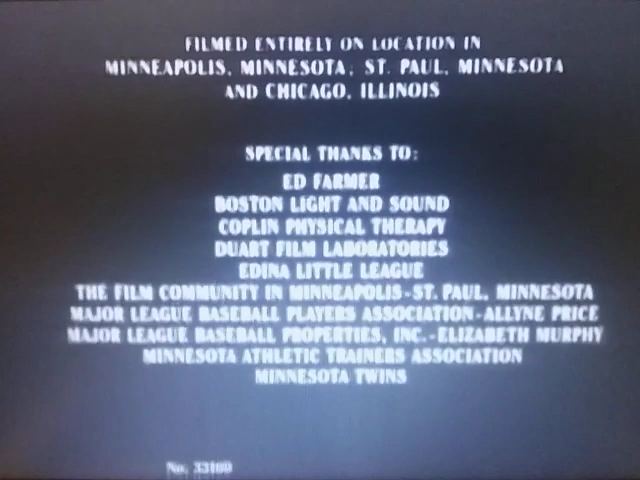 FILMED ENTIRELY ON LOCATION IN
MINNEAPOLIS, MINNESOTA; ST. PAUL, MINNESOTA
AND CHICAGO, ILLINOIS
SPECIAL THANKS TO:
ED FARMER
BOSTON LIGHT AND SOUND
COPLIN PHYSICAL THERAPY
DUART FILM LABORATORIES
EDINA LITTLE LEAGUE
THE FILM COMMUNITY IN MINNEAPOLIS-ST. PAUL, MINNESOTA
MAJOR LEAGUE BASEBALL PLAYERS ASSOCIATION-ALLYNE PRICE
MAJOR LEAGUE BASEBALL PROPERTIES, INC.-ELIZABETH MURPHY
MINNESOTA ATHLETIC TRAINERS ASSOCIATION
MINNESOTA TWINS
No.